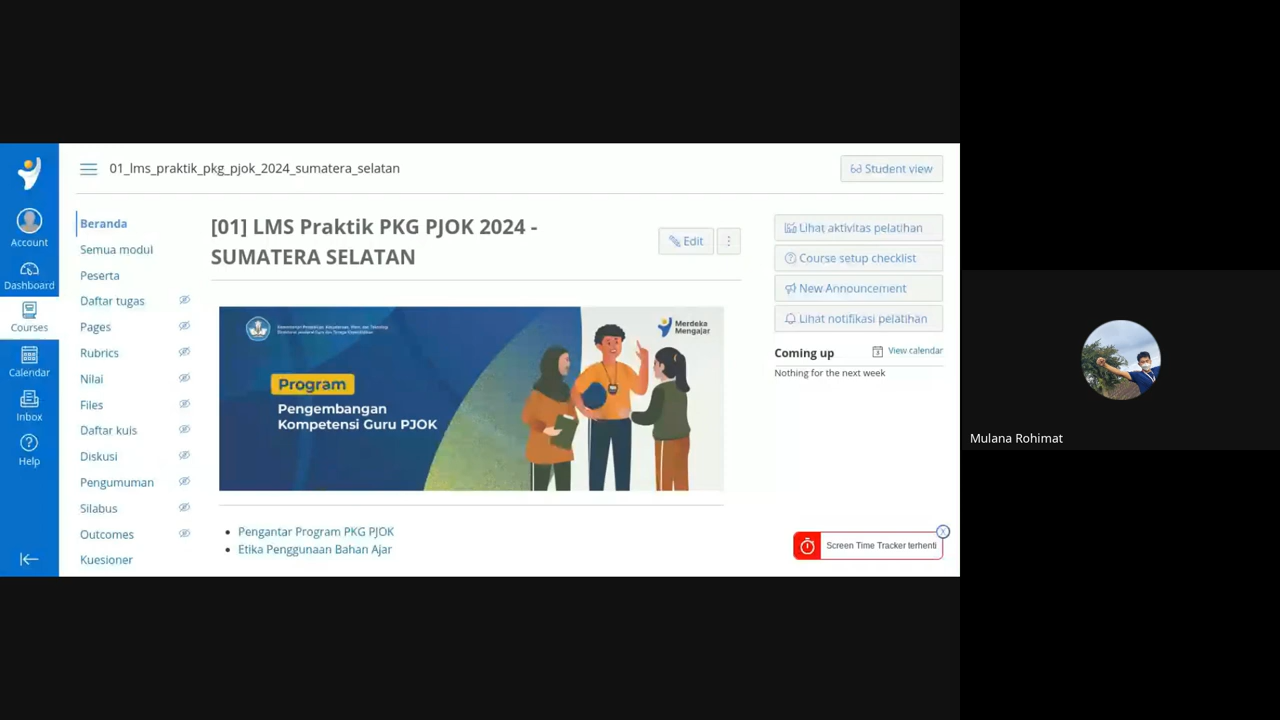 01_lms_praktik_pkg_pjok_2024_sumatera_selatan
Student view
Account
Dashboard
Courses
Calendar
Inbox
Help
Beranda
Semua modul
Peserta
Daftar tugas
Pages
Rubrics
Nilai
Files
Daftar kuis
Diskusi
Pengumuman
Silabus
Outcomes
Kuesioner
[01] LMS Praktik PKG PJOK 2024 -
SUMATERA SELATAN
Edit
Merdeka
Mengajar
Program
Pengembangan
Kompetensi Guru PJOK
Pengantar Program PKG PJOK
Etika Penggunaan Bahan Ajar
Lihat aktivitas pelatihan
Course setup checklist
New Announcement
Lihat notifikasi pelatihan
Coming up
View calendar
Nothing for the next week
Screen Time Tracker terhenti
Mulana Rohimat